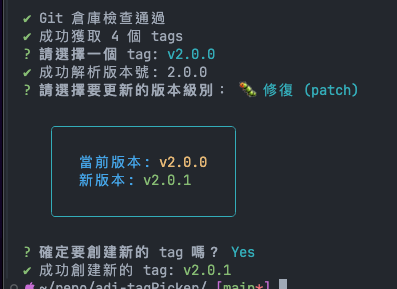 ✔ Git 倉庫檢查通過
✔ 成功獲取 4 個 tags
? 請選擇一個 tag: v2.0.0
✔ 成功解析版本號: 2.0.0
? 請選擇要更新的版本級別： 🐛 修復 (patch)
當前版本: v2.0.0
新版本: v2.0.1
? 確定要創建新的 tag 嗎？ Yes
✔ 成功創建新的 tag: v2.0.1
~/repo/adj-tagPicker/ [main*]